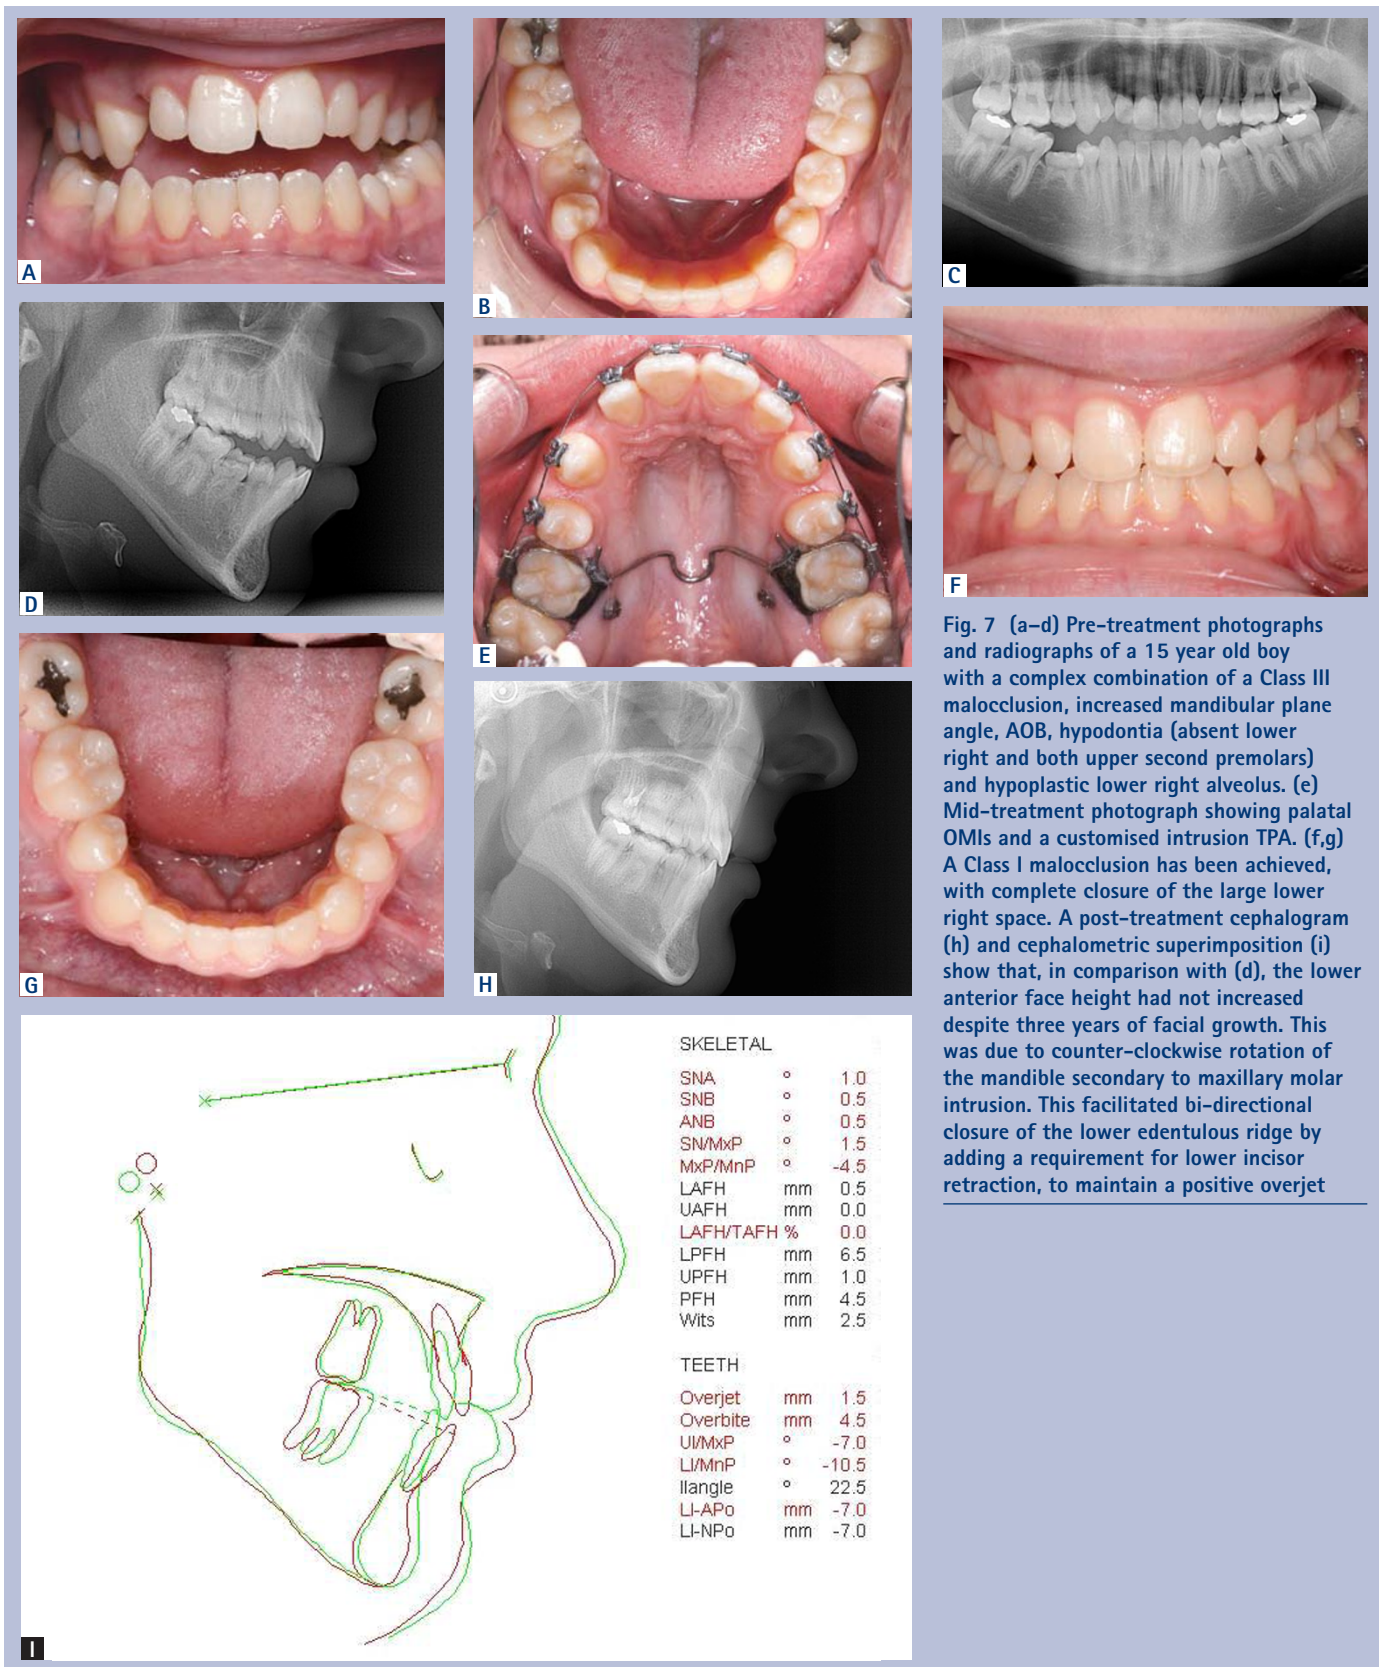 A
B
C
D
E
F
G
H
Fig. 7 (a–d) Pre-treatment photographs
and radiographs of a 15 year old boy
with a complex combination of a Class III
malocclusion, increased mandibular plane
angle, AOB, hypodontia (absent lower
right and both upper second premolars)
and hypoplastic lower right alveolus. (e)
Mid-treatment photograph showing palatal
OMIs and a customised intrusion TPA. (f,g)
A Class I malocclusion has been achieved,
with complete closure of the large lower
right space. A post-treatment cephalogram
(h) and cephalometric superimposition (i)
show that, in comparison with (d), the lower
anterior face height had not increased
despite three years of facial growth. This
was due to counter-clockwise rotation of
the mandible secondary to maxillary molar
intrusion. This facilitated bi-directional
closure of the lower edentulous ridge by
adding a requirement for lower incisor
retraction, to maintain a positive overjet
SKELETAL
SNA ° 1.0
SNB ° 0.5
ANB ° 0.5
SN/MxP ° 1.5
MxP/MnP ° -4.5
LAFH mm 0.5
UAFH mm 0.0
LAFH/TAFH % 0.0
LPFH mm 6.5
UPFH mm 1.0
PFH mm 4.5
Wits mm 2.5
TEETH
Overjet mm 1.5
Overbite mm 4.5
UI/MxP ° -7.0
LI/MnP ° -10.5
IIangle ° 22.5
LI-APo mm -7.0
LI-NPo mm -7.0
I